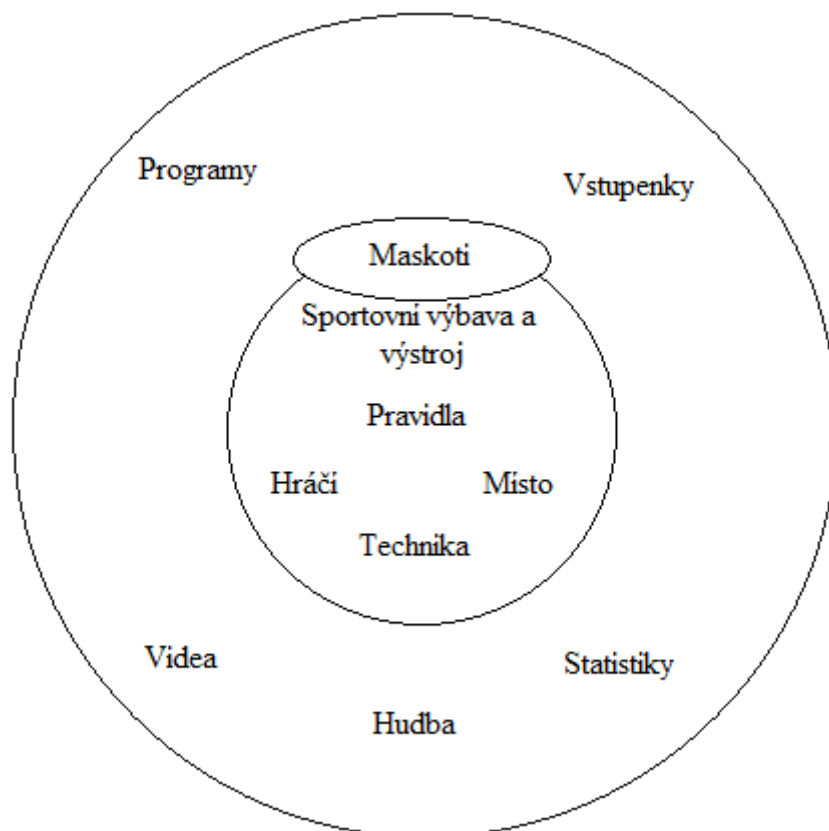 Programy
Vstupenky
Maskoti
Sportovní výbava a
výstroj
Pravidla
Hráčí
Místo
Technika
Videa
Statistiky
Hudba